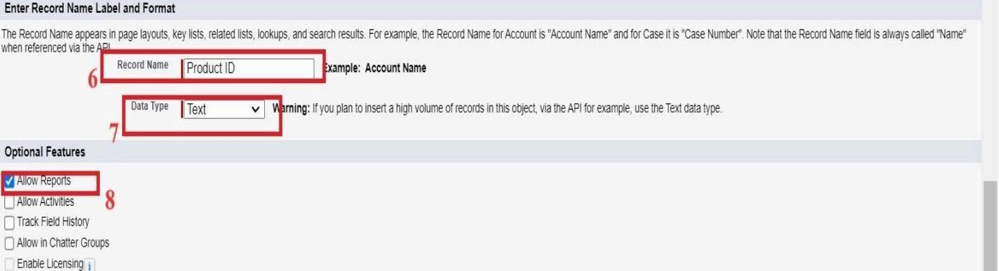 Enter Record Name Label and Format
The Record Name appears in page layouts, key lists, related lists, lookups, and search results. For example, the Record Name for Account is "Account Name" and for Case it is "Case Number". Note that the Record Name field is always called "Name"
when referenced via the API.
6 Record Name Product ID Example: Account Name
7 Data Type Text Warning: If you plan to insert a high volume of records in this object, via the API for example, use the Text data type.
Optional Features
Allow Reports
8
Allow Activities
Track Field History
Allow in Chatter Groups
Enable Licensing i